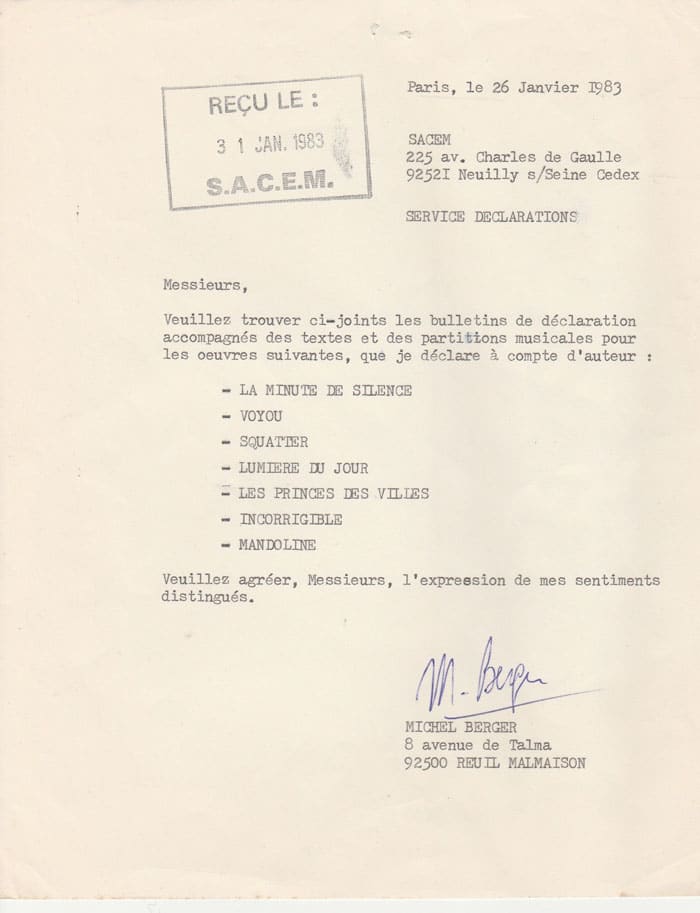 Paris, le 26 Janvier I983
REÇU LE :
3 1 JAN. 1983
S.A.C.E.M.
SACEM
225 av. Charles de Gaulle
9252I Neuilly s/Seine Cedex
SERVICE DECLARATIONS
Messieurs,
Veuillez trouver ci-joints les bulletins de déclaration
accompagnés des textes et des partitions musicales pour
les oeuvres suivantes, que je déclare à compte d'auteur :
- LA MINUTE DE SILENCE
- VOYOU
- SQUATTER
- LUMIERE DU JOUR
- LES PRINCES DES VILLES
- INCORRIGIBLE
- MANDOLINE
Veuillez agréer, Messieurs, l'expression de mes sentiments
distingués.
M. Berger
MICHEL BERGER
8 avenue de Talma
92500 REUIL MALMAISON